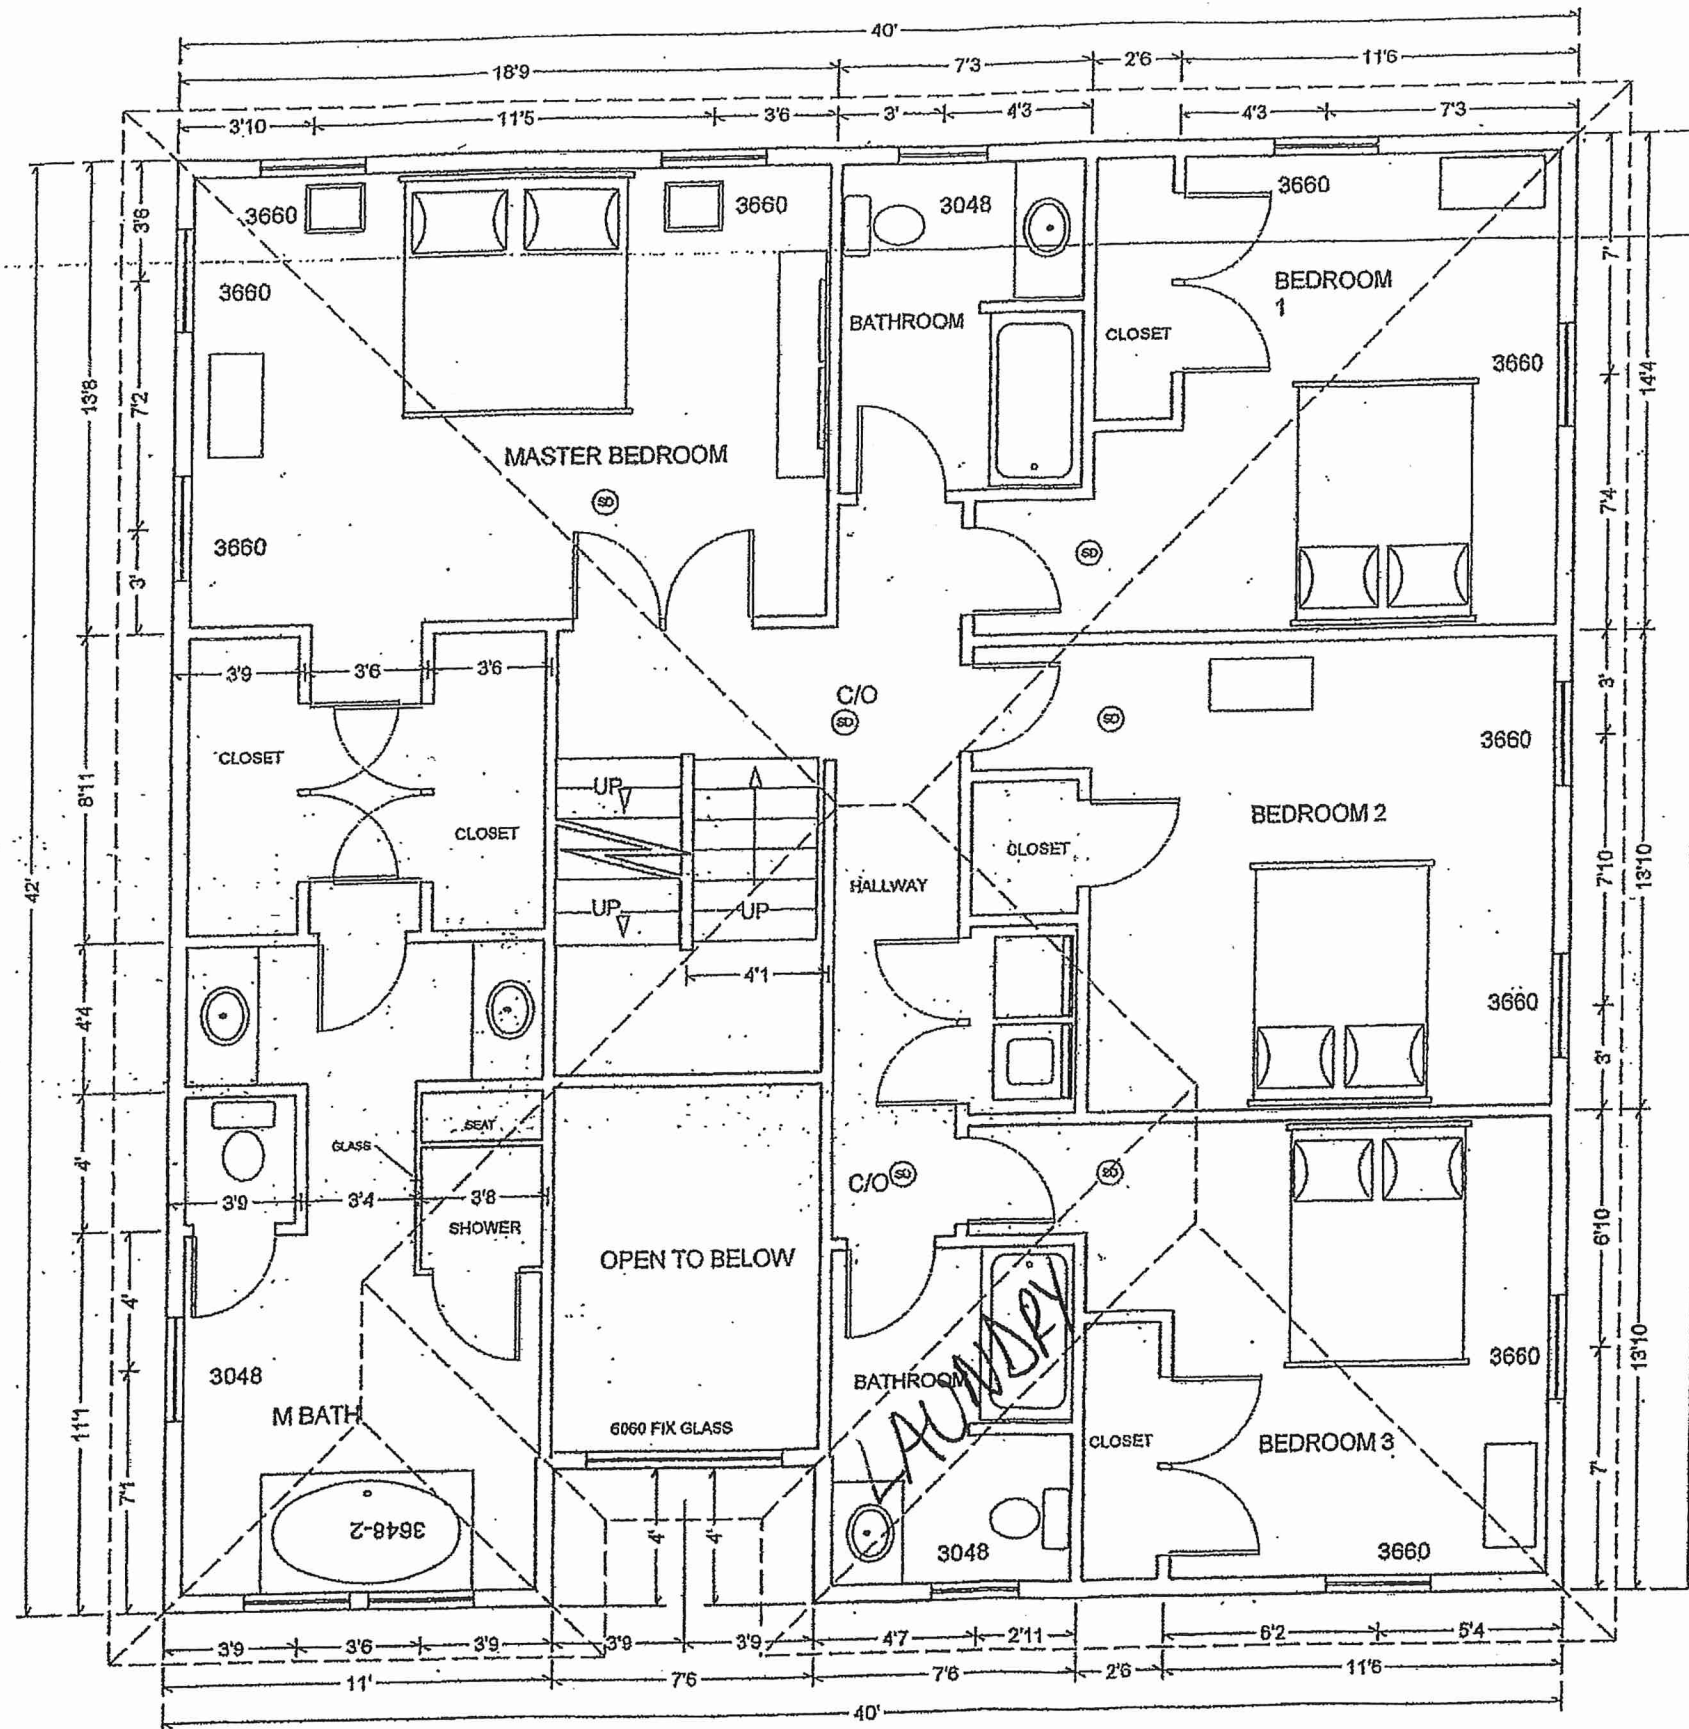 40'
18'9
7'3
2'6
11'6
3'10
11'5
3'6
3'
4'3
4'3
7'3
3660
3660
3048
3660
3660
BEDROOM
1
BATHROOM
CLOSET
3660
MASTER BEDROOM
SD
3660
SD
42'
13'8
8'11
4'4
4'
11'1
3'6
7'2
3'
4'
7'1
7'
7'4
3'
7'10
3'
6'10
7'
14'4
13'10
13'10
3'9
3'6
3'6
C/O
SD
SD
3660
CLOSET
UP
BEDROOM 2
CLOSET
CLOSET
HALLWAY
UP
UP
4'1
3660
SEAT
GLASS
C/O
SD
SD
3'9
3'4
3'8
SHOWER
OPEN TO BELOW
LAUNDRY
3660
3048
BATHROOM
M BATH
6060 FIX GLASS
CLOSET
BEDROOM 3
3648-2
4'
4'
3048
3660
3'9
3'6
3'9
3'9
3'9
4'7
2'11
6'2
5'4
11'
7'6
7'6
2'6
11'6
40'